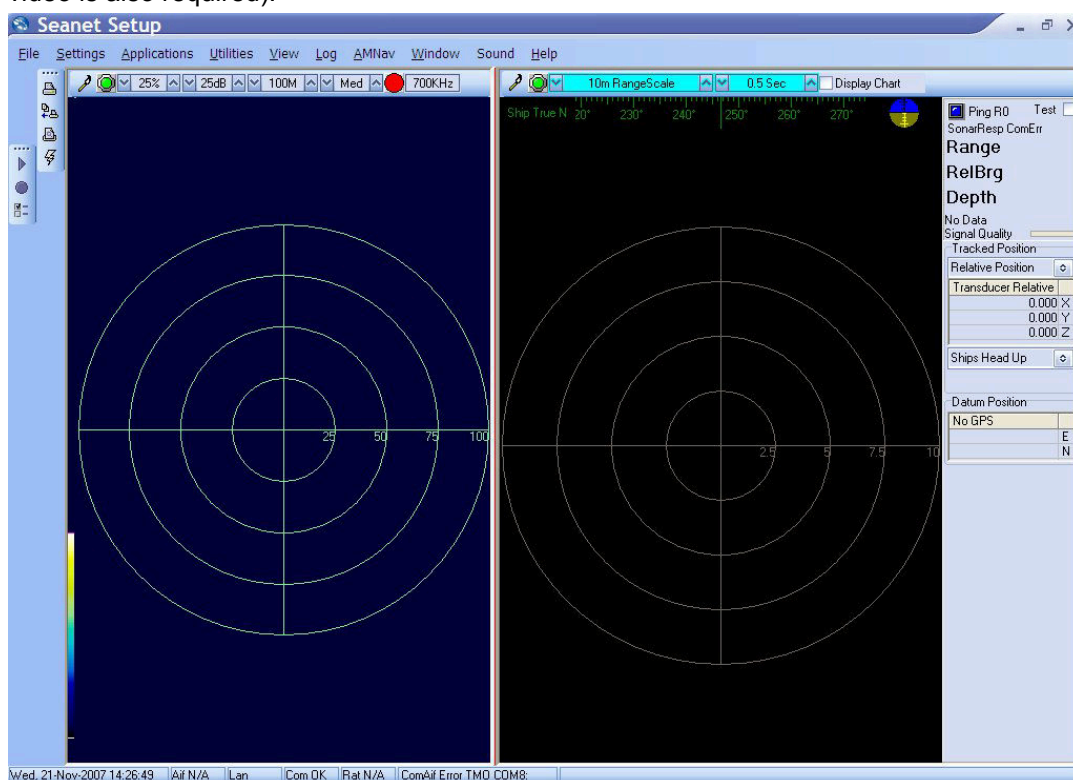 video is also required).
Seanet Setup
File Settings Applications Utilities View Log AMNav Window Sound Help
25% 25dB 100M Med 700KHz
10m RangeScale 0.5 Sec Display Chart
Ship True N 20° 230° 240° 250° 260° 270°
Ping R0 Test
SonarResp ComErr
Range
RelBrg
Depth
No Data
Signal Quality
Tracked Position
Relative Position
Transducer Relative
0.000 X
0.000 Y
0.000 Z
Ships Head Up
Datum Position
No GPS
E
N
25 50 75 100
2.5 5 7.5 10
Wed, 21-Nov-2007 14:26:49 Aif N/A Lan Com OK Rat N/A ComAif Error TMO COM8: